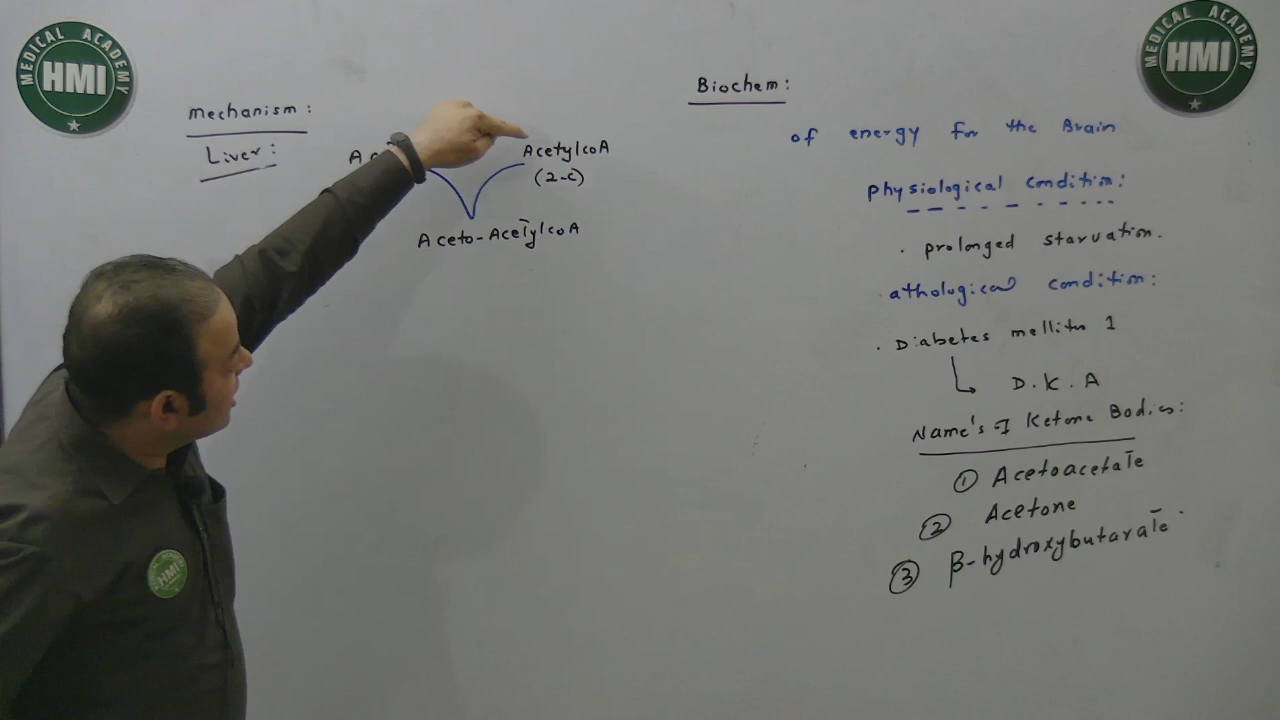 MEDICAL ACADEMY
HMI
MEDICAL ACADEMY
HMI
Mechanism:
Liver:
AcetylcoA
(2-C)
Aceto-AcetylcoA
Biochem:
of energy for the Brain
physiological condition:
. prolonged starvation.
athological condition:
. Diabetes mellitus 1
D.K.A
Name's of Ketone Bodies:
① Acetoacetate
② Acetone
③ β-hydroxybutarate
HMI